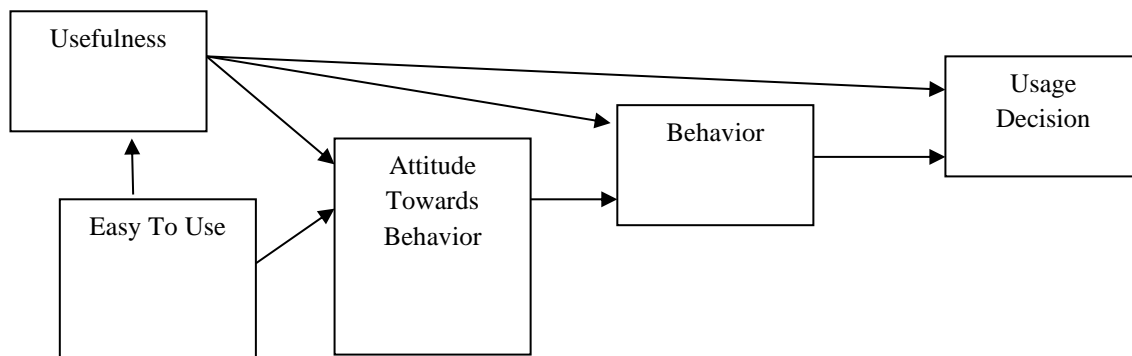 Usefulness
Easy To Use
Attitude
Towards
Behavior
Behavior
Usage
Decision